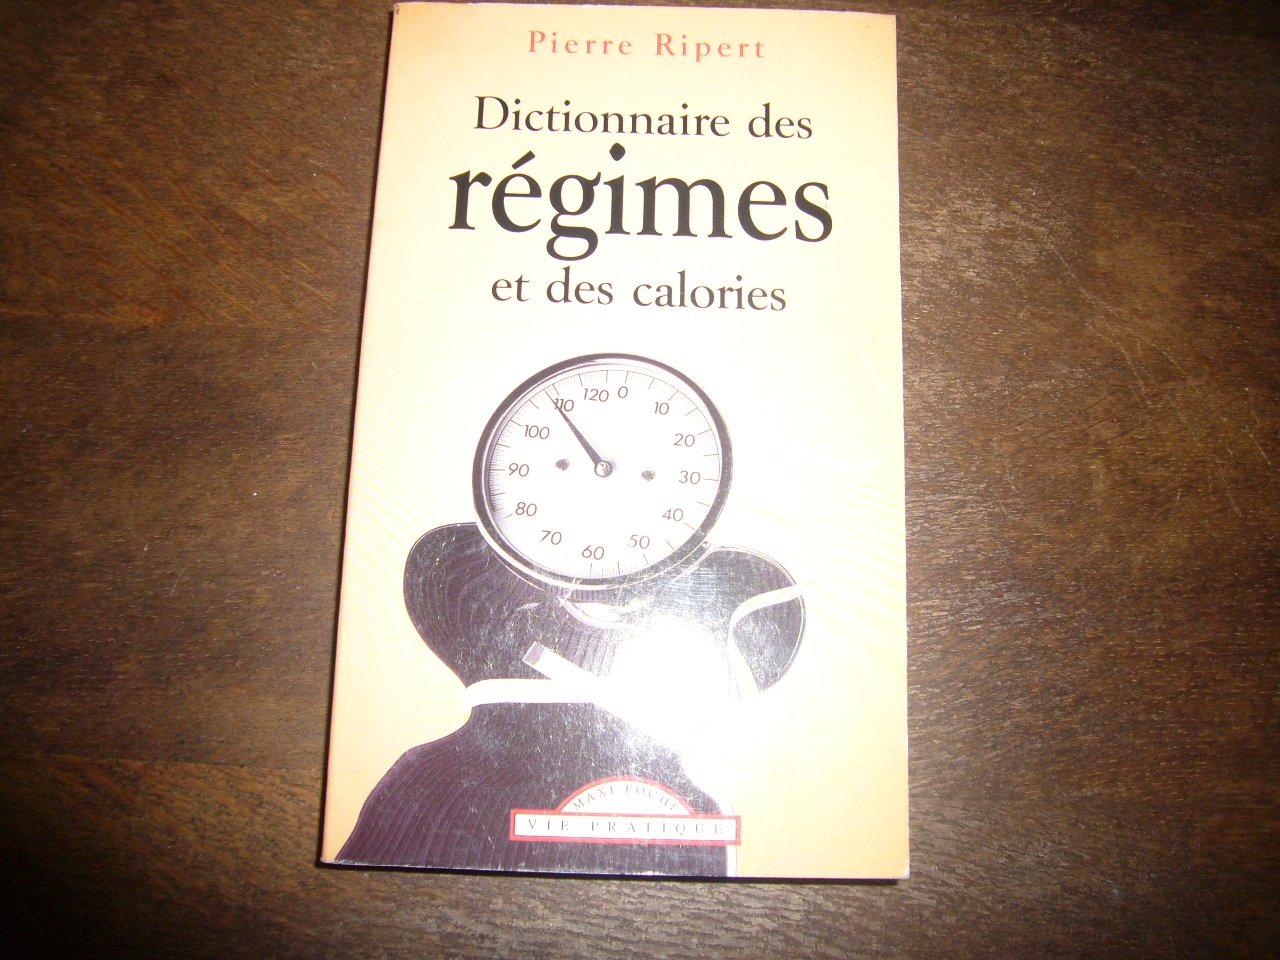 Pierre Ripert
Dictionnaire des
régimes
et des calories
120 0
110 10
100 20
90 30
80 40
70 50
60
MAXI-POCHE
VIE PRATIQUE